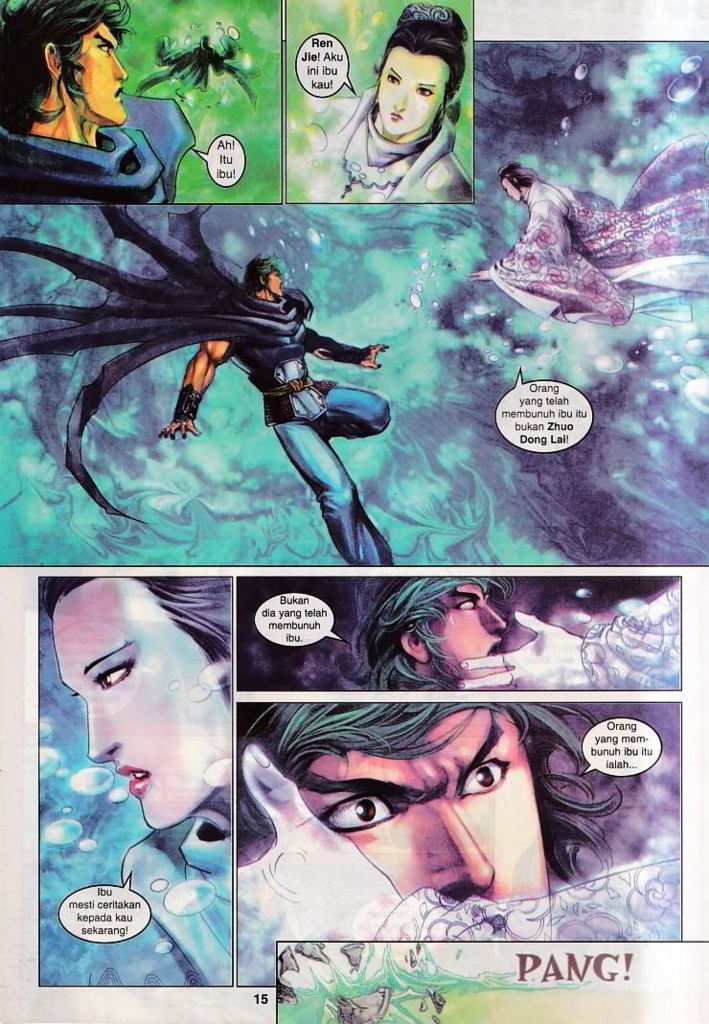 Ah!
Itu
ibu!
Ren
Jie! Aku
ini ibu
kau!
Orang
yang telah
membunuh ibu itu
bukan Zhuo
Dong Lai!
Ibu
mesti ceritakan
kepada kau
sekarang!
Bukan
dia yang telah
membunuh
ibu.
Orang
yang mem-
bunuh ibu itu
ialah...
PANG!
15